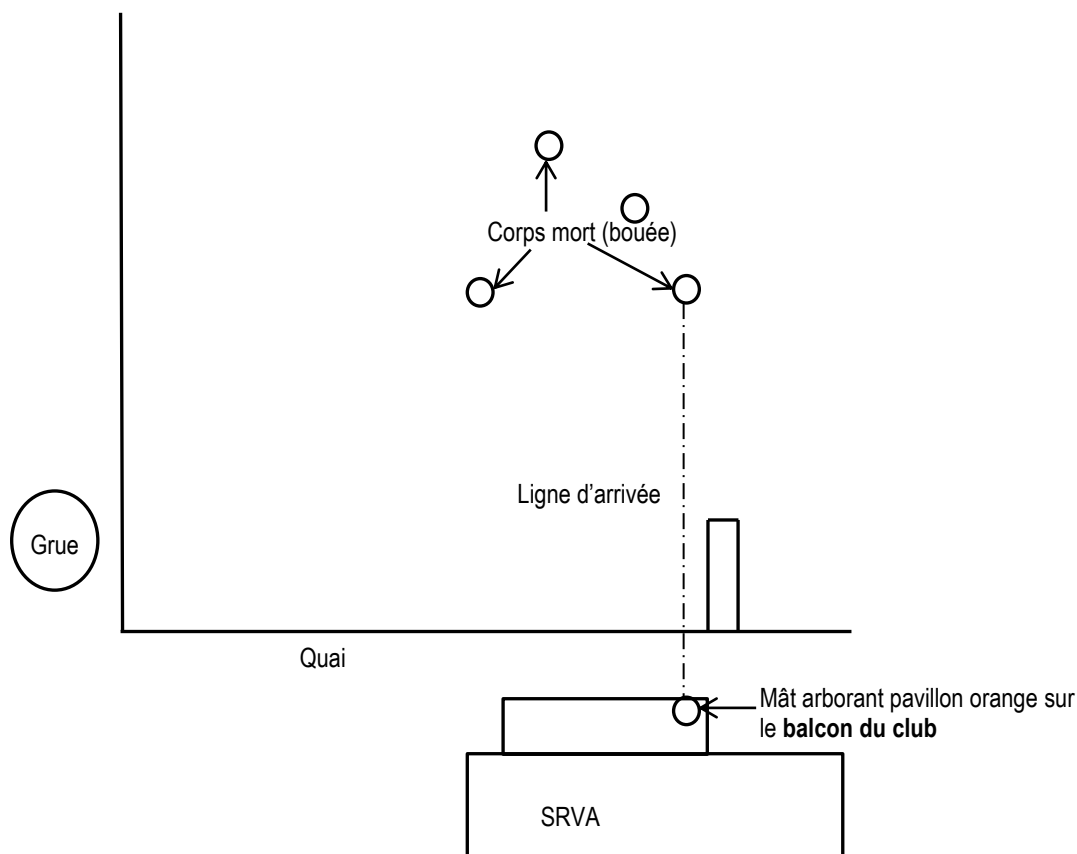 Corps mort (bouée)
Ligne d'arrivée
Grue
Quai
Mât arborant pavillon orange sur
le balcon du club
SRVA